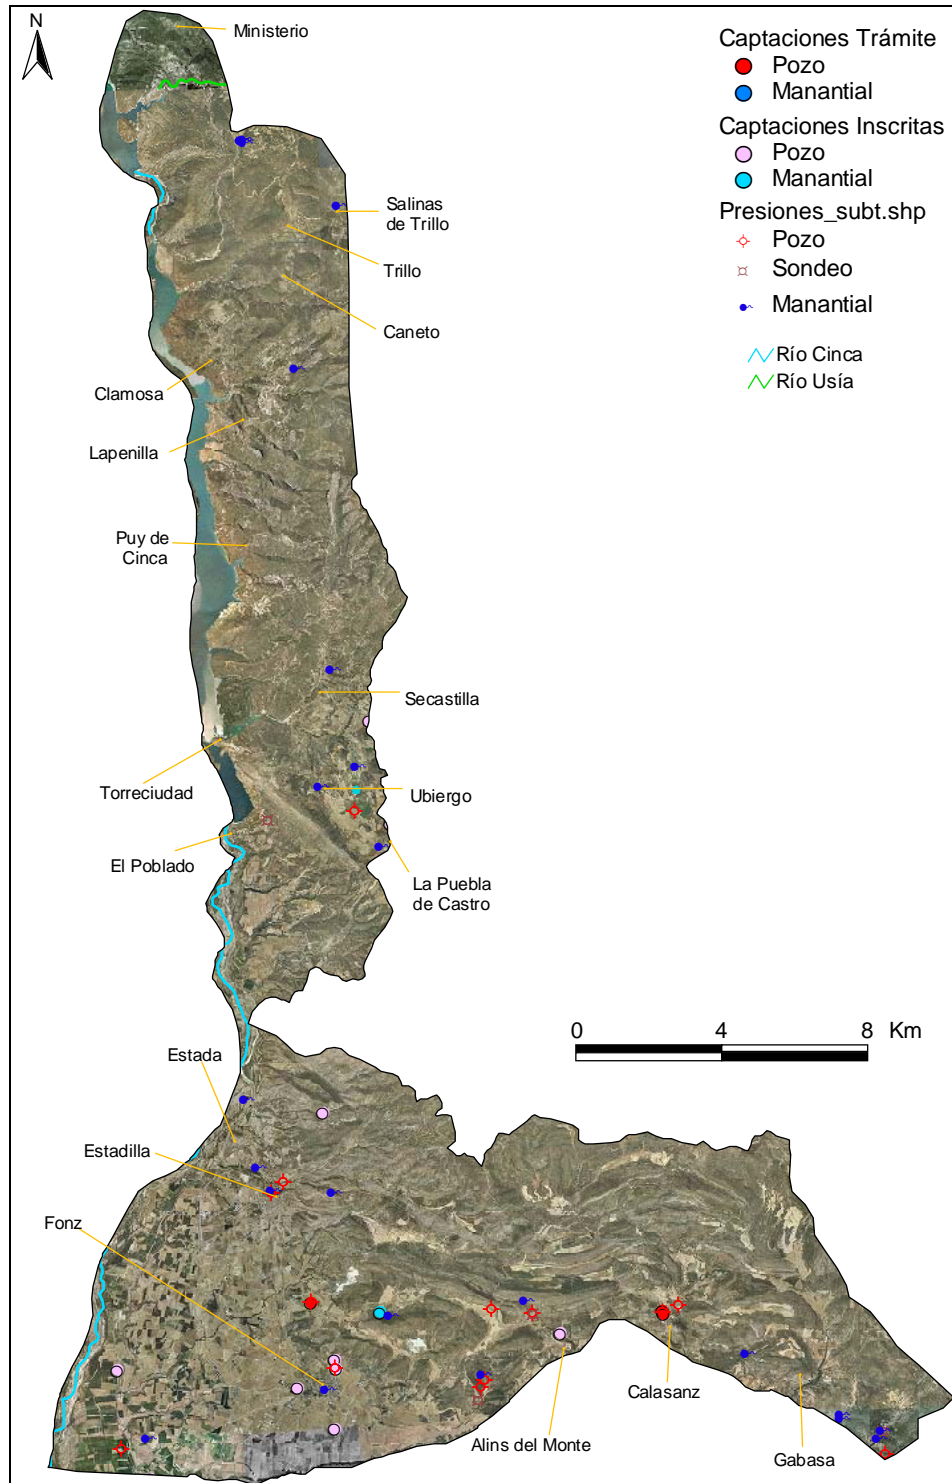 N
Ministerio
Captaciones Trámite
Pozo
Manantial
Captaciones Inscritas
Pozo
Manantial
Presiones_subt.shp
Pozo
Sondeo
Manantial
Río Cinca
Río Usía
Salinas
de Trillo
Trillo
Caneto
Clamosa
Lapenilla
Puy de
Cinca
Secastilla
Torreciudad
Ubiergo
El Poblado
La Puebla
de Castro
0 4 8 Km
Estada
Estadilla
Fonz
Calasanz
Alins del Monte
Gabasa